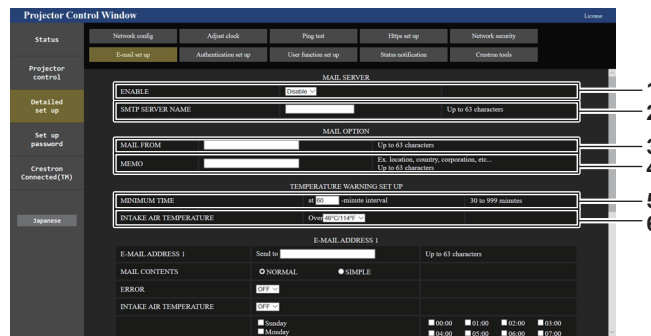 Projector Control Window
License
Status
Projector control
Detailed set up
Set up password
Crestron Connected(TM)
Japanese
Network config Adjust clock Ping test Https set up Network security
E-mail set up Authentication set up User function set up Status notification Crestron tools
MAIL SERVER
ENABLE Disable
SMTP SERVER NAME Up to 63 characters
MAIL OPTION
MAIL FROM Up to 63 characters
MEMO Ex. location, country, corporation, etc...
Up to 63 characters
TEMPERATURE WARNING SET UP
MINIMUM TIME at 60 -minute interval 30 to 999 minutes
INTAKE AIR TEMPERATURE Over 46°C/114°F
E-MAIL ADDRESS 1
E-MAIL ADDRESS 1 Send to Up to 63 characters
MAIL CONTENTS NORMAL SIMPLE
ERROR OFF
INTAKE AIR TEMPERATURE OFF
Sunday 00:00 01:00 02:00 03:00
Monday 04:00 05:00 06:00 07:00
1
2
3
4
5
6